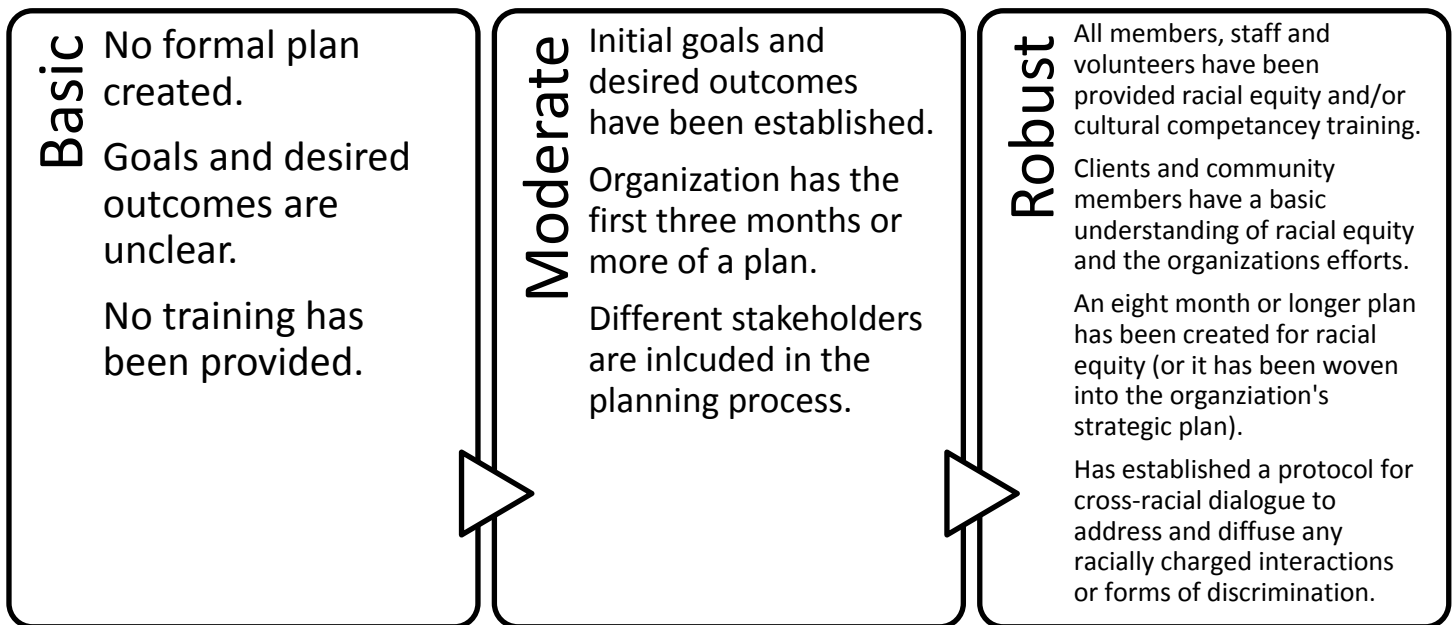 Basic
No formal plan
created.
Goals and desired
outcomes are
unclear.
No training has
been provided.
Moderate
Initial goals and
desired outcomes
have been established.
Organization has the
first three months or
more of a plan.
Different stakeholders
are inlcuded in the
planning process.
Robust
All members, staff and
volunteers have been
provided racial equity and/or
cultural competancey training.
Clients and community
members have a basic
understanding of racial equity
and the organizations efforts.
An eight month or longer plan
has been created for racial
equity (or it has been woven
into the organziation's
strategic plan).
Has established a protocol for
cross-racial dialogue to
address and diffuse any
racially charged interactions
or forms of discrimination.